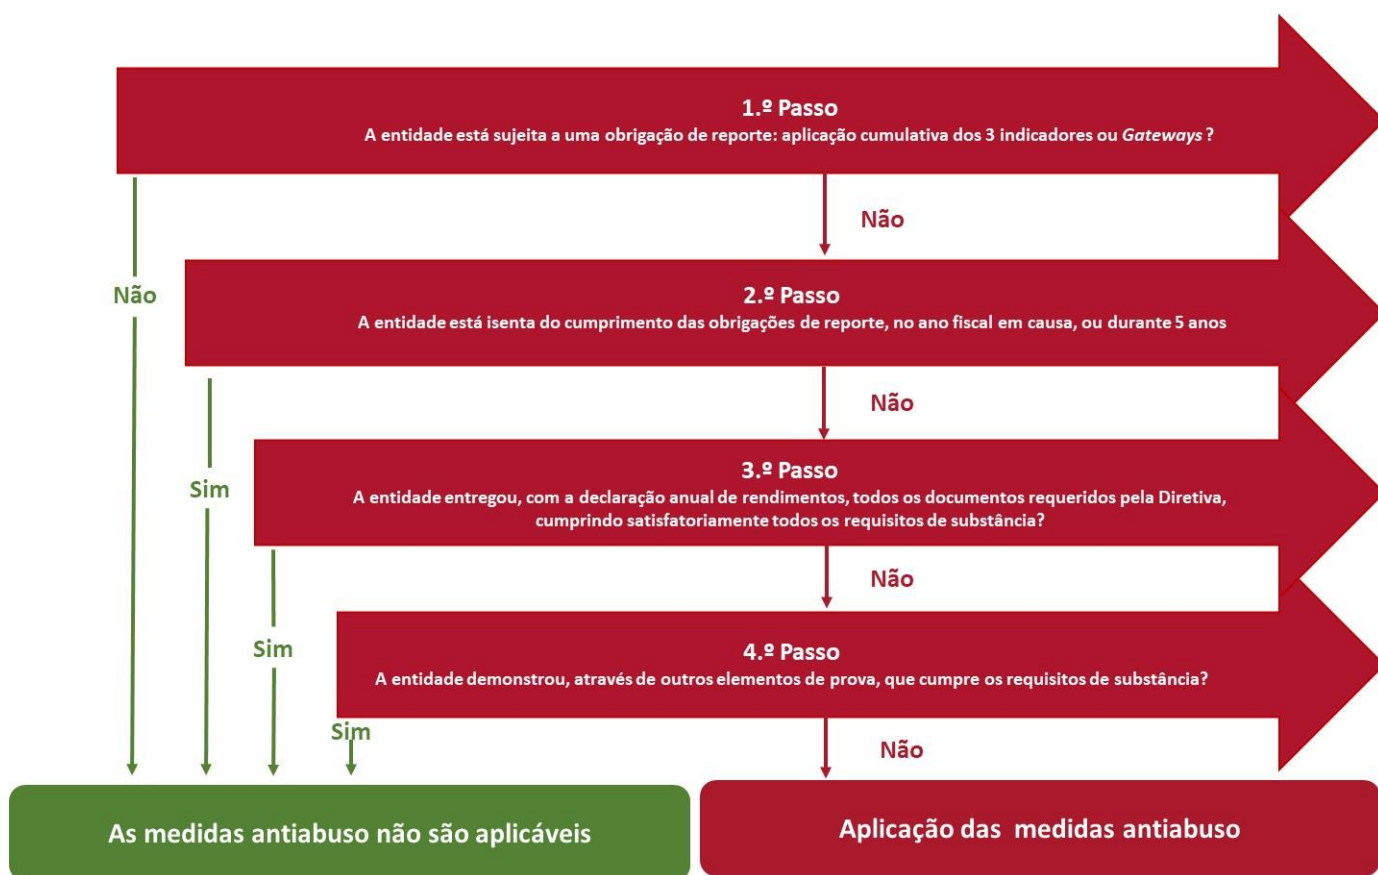 1.º Passo
A entidade está sujeita a uma obrigação de reporte: aplicação cumulativa dos 3 indicadores ou Gateways ?
Não
Não
2.º Passo
A entidade está isenta do cumprimento das obrigações de reporte, no ano fiscal em causa, ou durante 5 anos
Não
Sim
3.º Passo
A entidade entregou, com a declaração anual de rendimentos, todos os documentos requeridos pela Diretiva,
cumprindo satisfatoriamente todos os requisitos de substância?
Não
Sim
4.º Passo
A entidade demonstrou, através de outros elementos de prova, que cumpre os requisitos de substância?
Sim
Não
As medidas antiabuso não são aplicáveis
Aplicação das medidas antiabuso